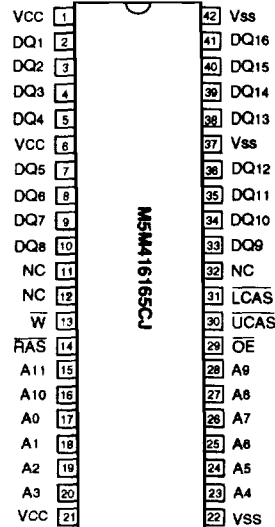 VCC 1 42 Vss
DQ1 2 41 DQ16
DQ2 3 40 DQ15
DQ3 4 39 DQ14
DQ4 5 38 DQ13
VCC 6 37 Vss
DQ5 7 36 DQ12
DQ6 8 35 DQ11
DQ7 9 34 DQ10
DQ8 10 33 DQ9
NC 11 32 NC
NC 12 31 LCAS
W 13 30 UCAS
RAS 14 29 OE
A11 15 28 A9
A10 16 27 A8
A0 17 26 A7
A1 18 25 A6
A2 19 24 A5
A3 20 23 A4
VCC 21 22 VSS
M5M416165CJ